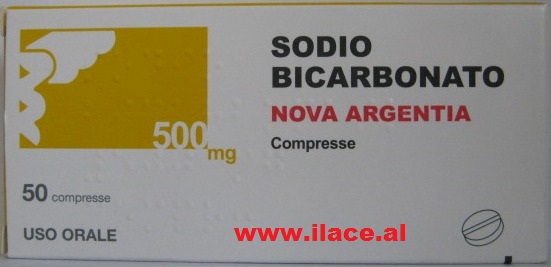 SODIO
BICARBONATO
NOVA ARGENTIA
Compresse
500mg
50 compresse
USO ORALE
www.ilace.al